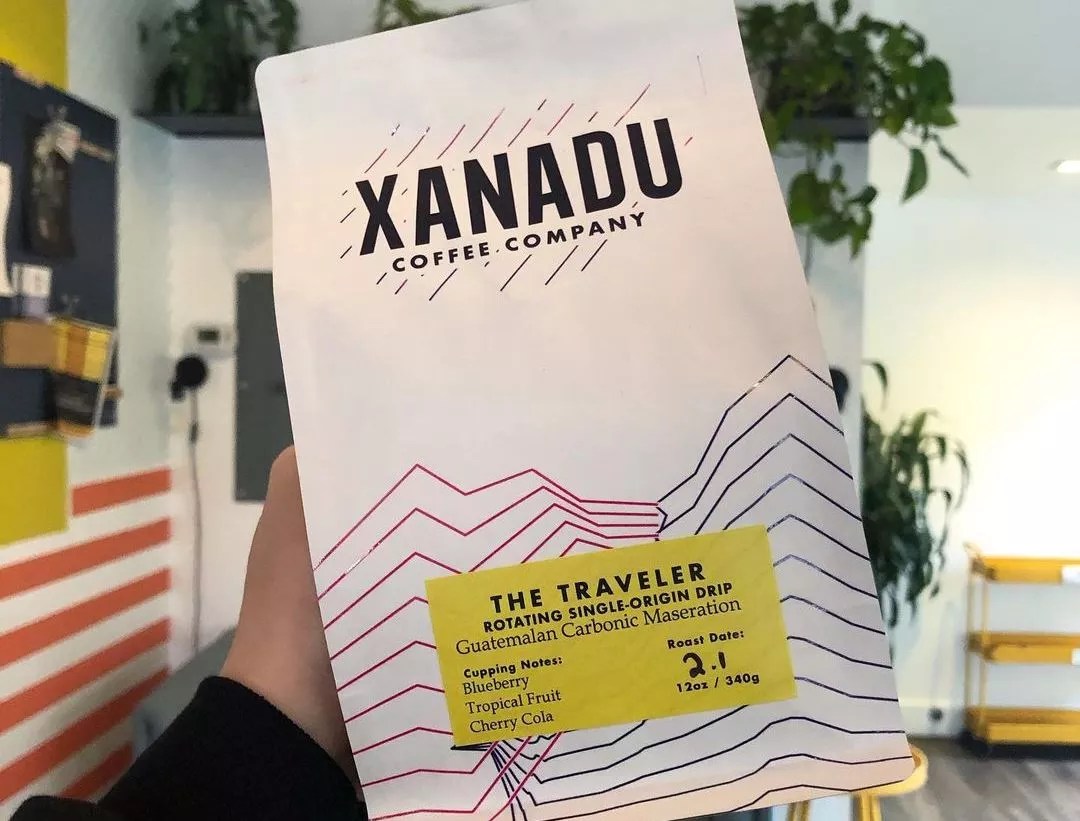 XANADU
COFFEE COMPANY
THE TRAVELER
ROTATING SINGLE-ORIGIN DRIP
Guatemalan Carbonic Maseration
Cupping Notes:
Blueberry
Tropical Fruit
Cherry Cola
Roast Date:
2.1
12oz / 340g